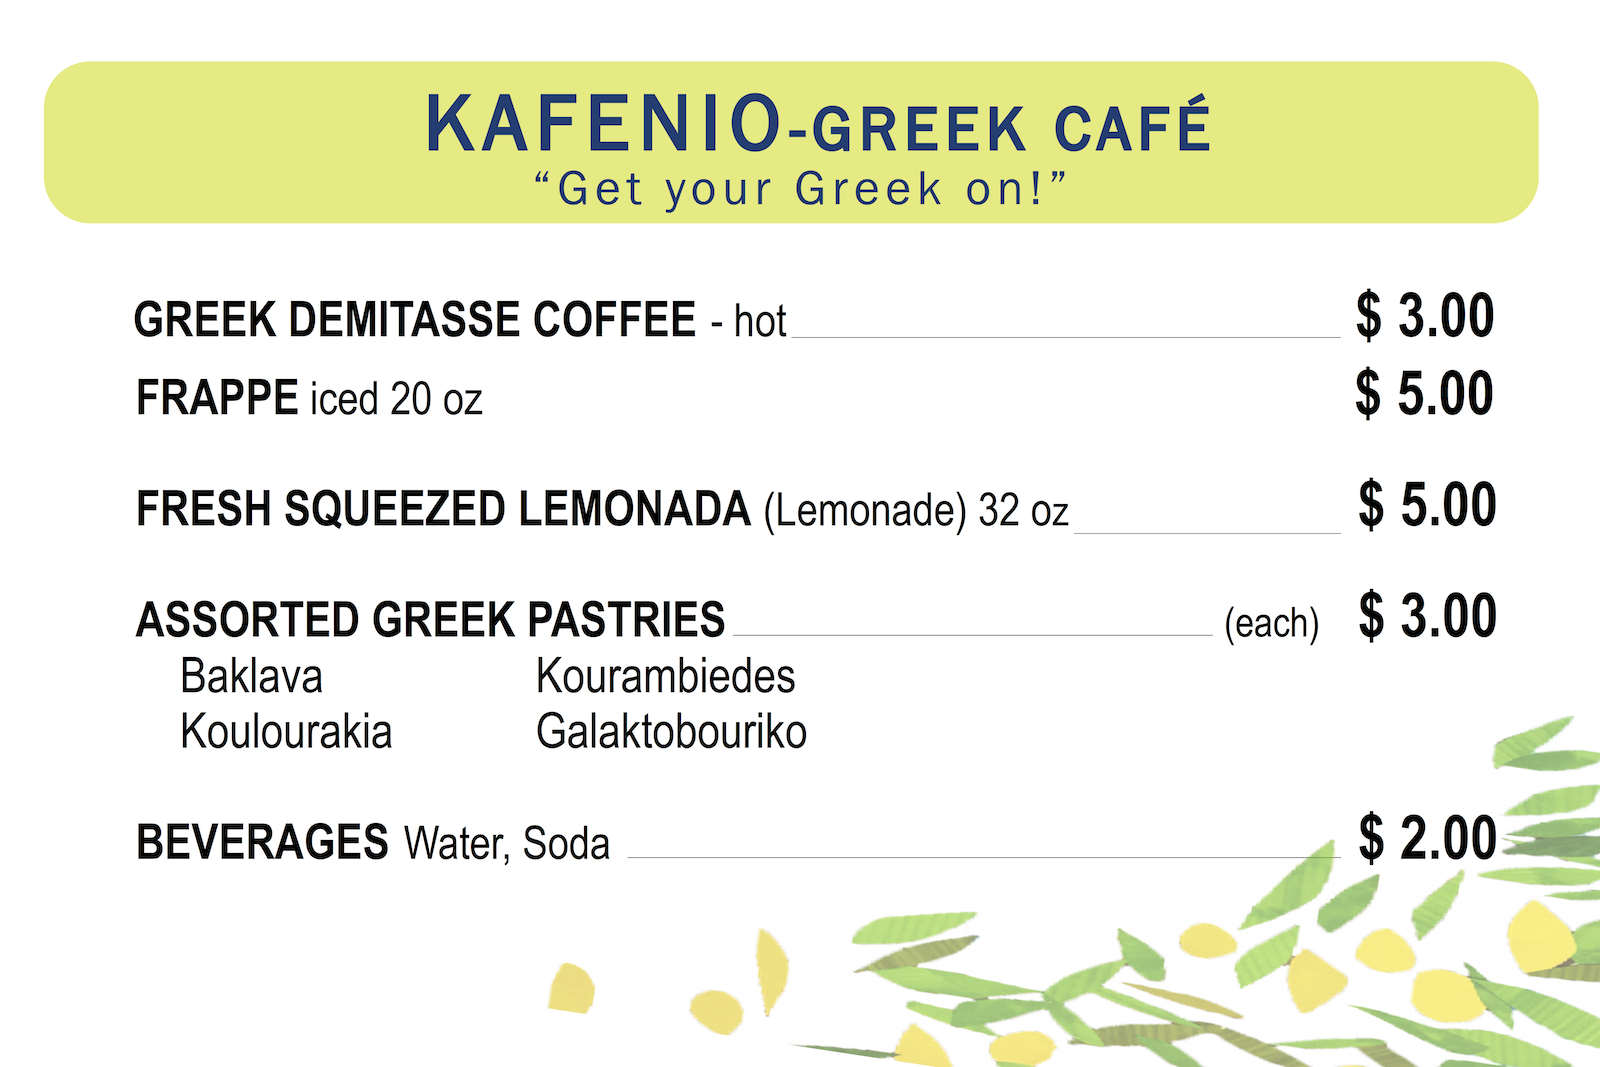 KAFENIO-GREEK CAFÉ
“Get your Greek on!”
GREEK DEMITASSE COFFEE - hot $ 3.00
FRAPPE iced 20 oz $ 5.00
FRESH SQUEEZED LEMONADA (Lemonade) 32 oz $ 5.00
ASSORTED GREEK PASTRIES (each) $ 3.00
Baklava Kourambiedes
Koulourakia Galaktobouriko
BEVERAGES Water, Soda $ 2.00